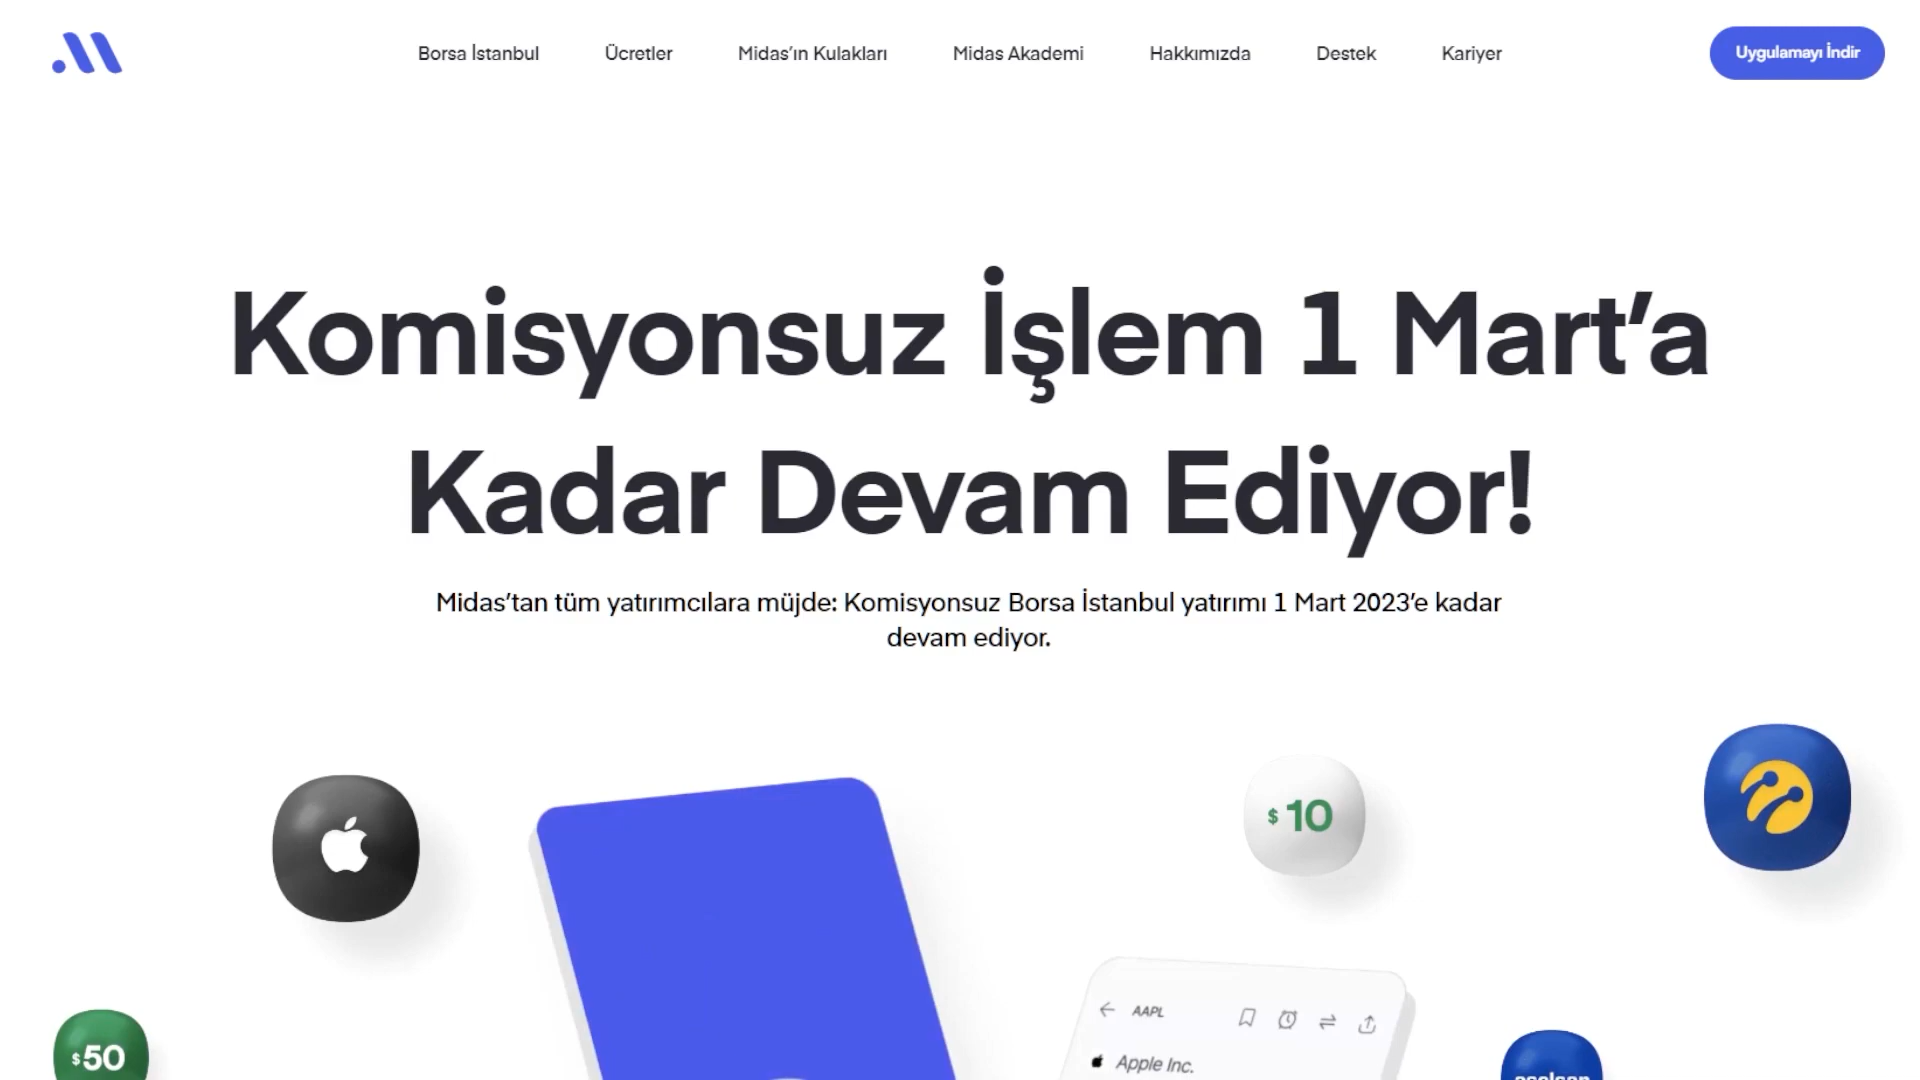 Borsa İstanbul
Ücretler
Midas’ın Kulakları
Midas Akademi
Hakkımızda
Destek
Kariyer
Uygulamayı İndir
Komisyonsuz İşlem 1 Mart’a
Kadar Devam Ediyor!
Midas’tan tüm yatırımcılara müjde: Komisyonsuz Borsa İstanbul yatırımı 1 Mart 2023’e kadar
devam ediyor.
$ 10
AAPL
Apple Inc.
$50
aselsan